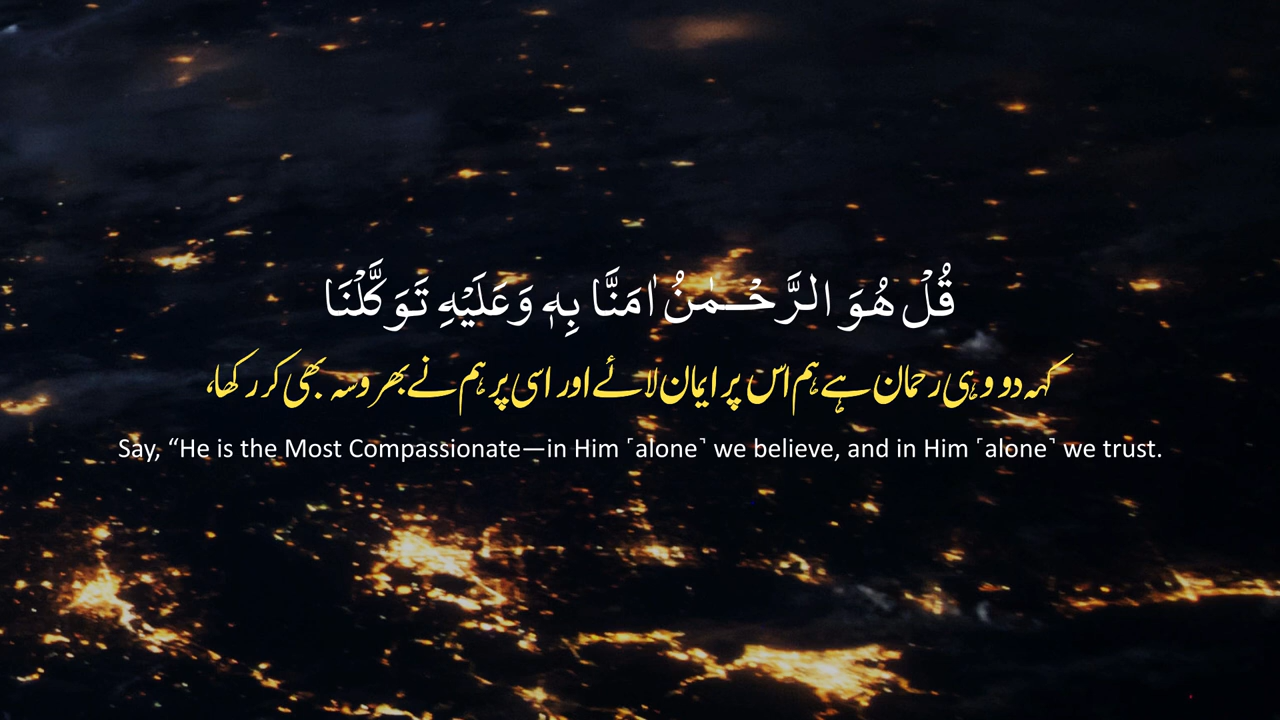 قُلۡ هُوَ الرَّحۡـمٰنُ اٰمَنَّا بِهٖ وَعَلَيۡهِ تَوَكَّلۡنَا​
کہہ دو وہی رحمان ہے ہم اس پر ایمان لائے اور اسی پر ہم نے بھروسہ بھی کر رکھا،
Say, “He is the Most Compassionate—in Him ˹alone˺ we believe, and in Him ˹alone˺ we trust.